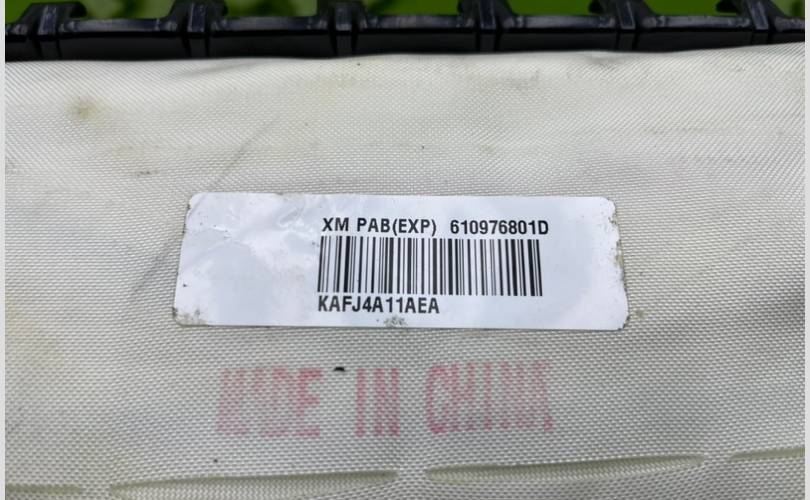 XM PAB(EXP) 610976801D
KAFJ4A11AEA
MADE IN CHINA